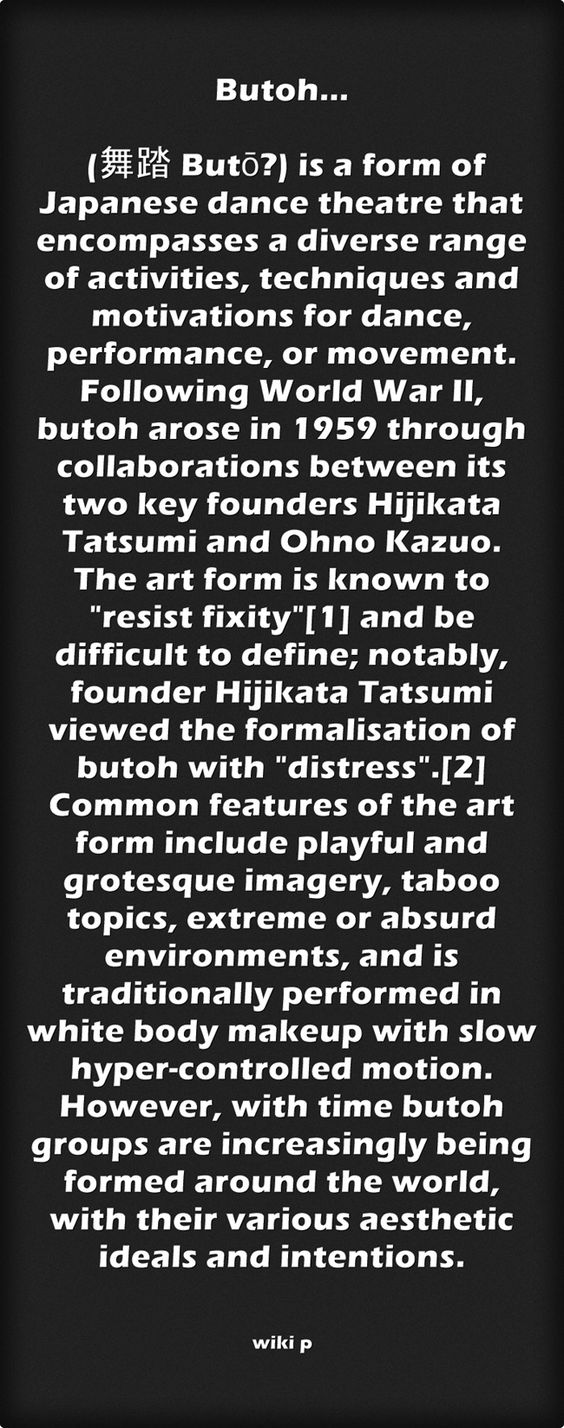 Butoh...
(舞踏 Butō?) is a form of
Japanese dance theatre that
encompasses a diverse range
of activities, techniques and
motivations for dance,
performance, or movement.
Following World War II,
butoh arose in 1959 through
collaborations between its
two key founders Hijikata
Tatsumi and Ohno Kazuo.
The art form is known to
"resist fixity"[1] and be
difficult to define; notably,
founder Hijikata Tatsumi
viewed the formalisation of
butoh with "distress".[2]
Common features of the art
form include playful and
grotesque imagery, taboo
topics, extreme or absurd
environments, and is
traditionally performed in
white body makeup with slow
hyper-controlled motion.
However, with time butoh
groups are increasingly being
formed around the world,
with their various aesthetic
ideals and intentions.
wiki p